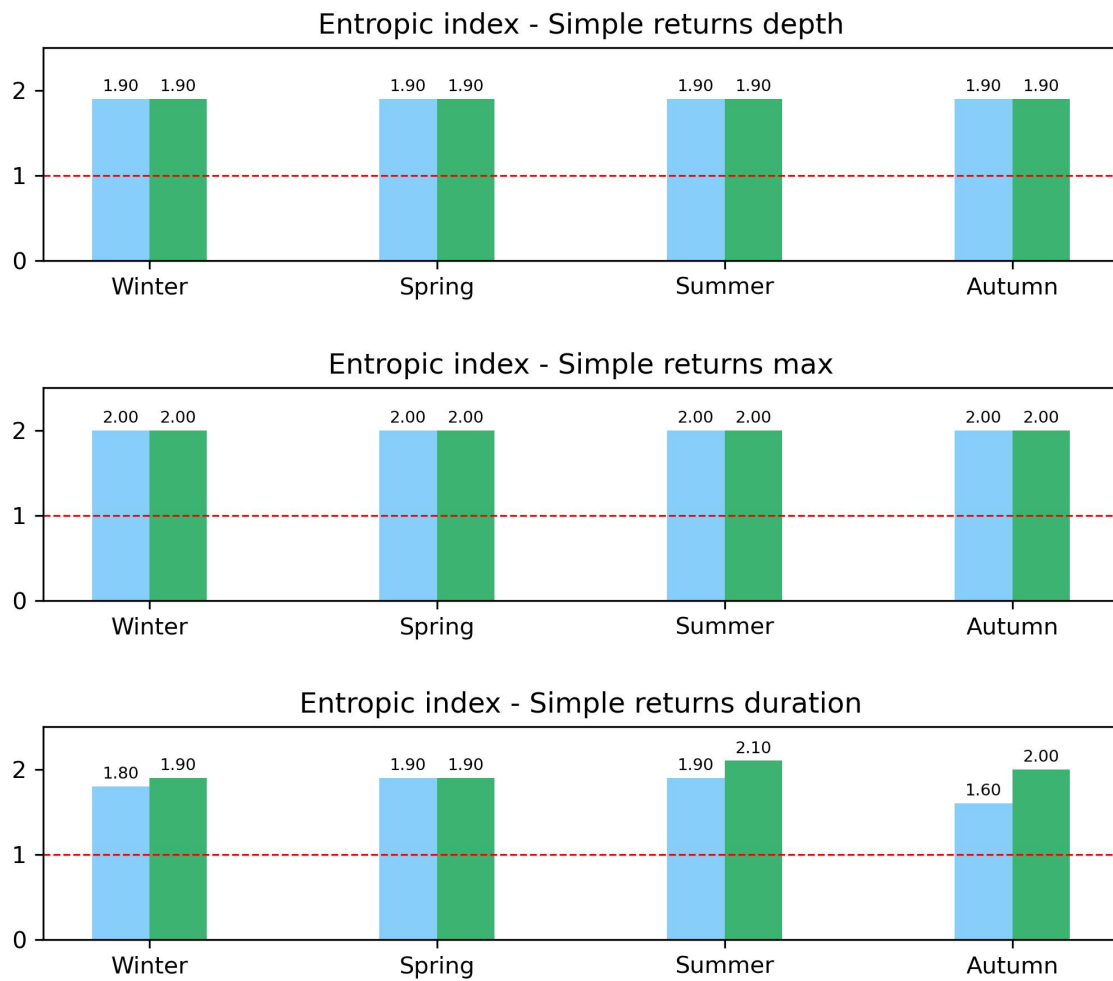 Entropic index - Simple returns depth
2
1
0
1.90 1.90 1.90 1.90 1.90 1.90 1.90 1.90
Winter Spring Summer Autumn
Entropic index - Simple returns max
2
1
0
2.00 2.00 2.00 2.00 2.00 2.00 2.00 2.00
Winter Spring Summer Autumn
Entropic index - Simple returns duration
2
1
0
1.80 1.90 1.90 1.90 1.90 2.10 1.60 2.00
Winter Spring Summer Autumn